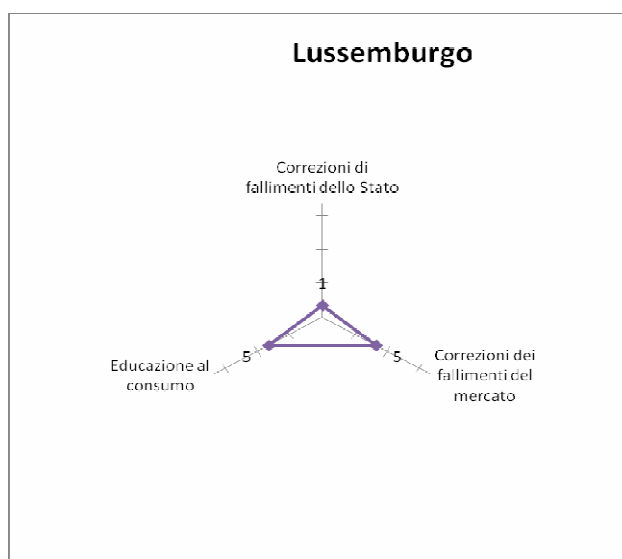 Lussemburgo
Correzioni di
fallimenti dello Stato
1
5
5
Educazione al
consumo
Correzioni dei
fallimenti del
mercato